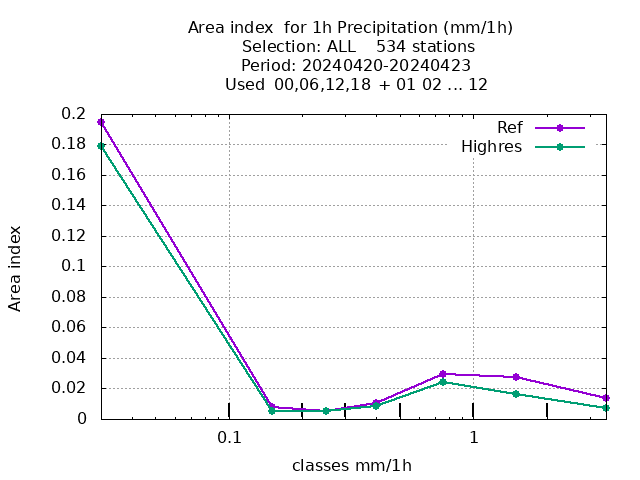 Area index  for 1h Precipitation (mm/1h)
Selection: ALL    534 stations
Period: 20240420-20240423
Used  00,06,12,18  + 01 02 ... 12
Ref
Highres
0.2
0.18
0.16
0.14
0.12
0.1
0.08
0.06
0.04
0.02
0
Area index
0.1
1
classes mm/1h